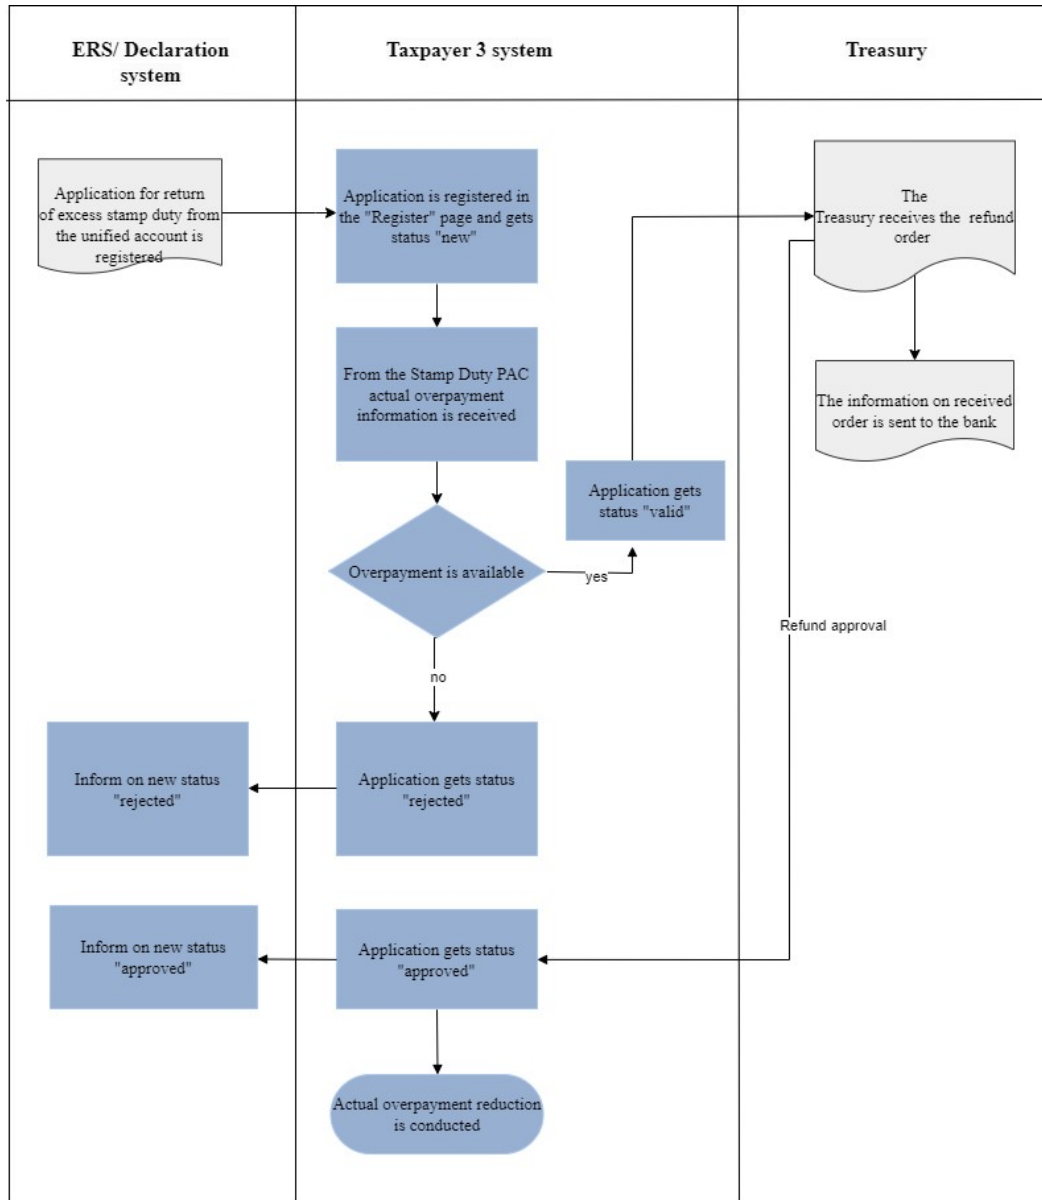 ERS/ Declaration
system
Taxpayer 3 system
Treasury
Application for return
of excess stamp duty from
the unified account is
registered
Application is registered in
the "Register" page and gets
status "new"
The
Treasury receives the refund
order
From the Stamp Duty PAC
actual overpayment
information is received
The information on received
order is sent to the bank
Application gets
status "valid"
Overpayment is available
yes
Refund approval
no
Inform on new status
"rejected"
Application gets status
"rejected"
Inform on new status
"approved"
Application gets status
"approved"
Actual overpayment reduction
is conducted